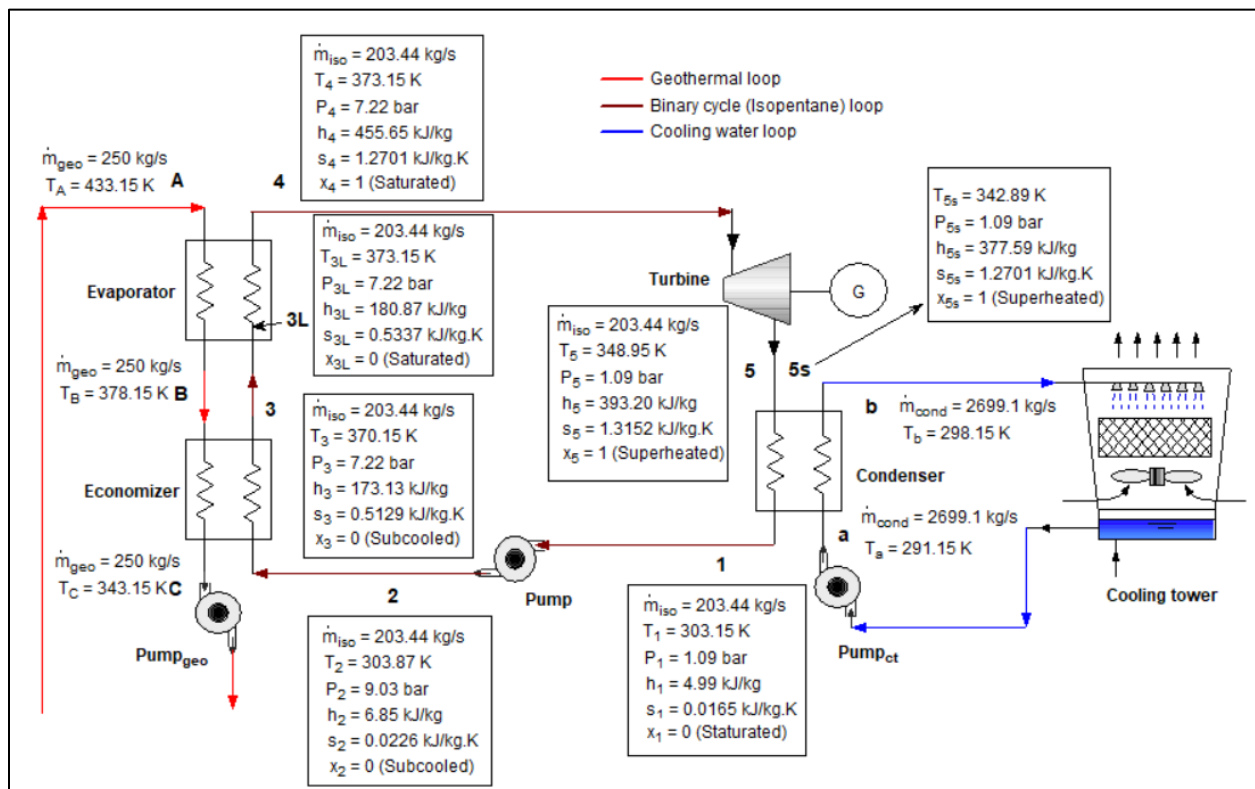 ṁiso = 203.44 kg/s
T4 = 373.15 K
P4 = 7.22 bar
h4 = 455.65 kJ/kg
s4 = 1.2701 kJ/kg.K
x4 = 1 (Saturated)
Geothermal loop
Binary cycle (Isopentane) loop
Cooling water loop
ṁgeo = 250 kg/s
TA = 433.15 K
A
4
T5s = 342.89 K
P5s = 1.09 bar
h5s = 377.59 kJ/kg
s5s = 1.2701 kJ/kg.K
x5s = 1 (Superheated)
ṁiso = 203.44 kg/s
T3L = 373.15 K
P3L = 7.22 bar
h3L = 180.87 kJ/kg
s3L = 0.5337 kJ/kg.K
x3L = 0 (Saturated)
Evaporator
3L
Turbine
G
ṁiso = 203.44 kg/s
T5 = 348.95 K
P5 = 1.09 bar
h5 = 393.20 kJ/kg
s5 = 1.3152 kJ/kg.K
x5 = 1 (Superheated)
5
5s
ṁgeo = 250 kg/s
TB = 378.15 K
B
3
b
ṁcond = 2699.1 kg/s
Tb = 298.15 K
ṁiso = 203.44 kg/s
T3 = 370.15 K
P3 = 7.22 bar
h3 = 173.13 kJ/kg
s3 = 0.5129 kJ/kg.K
x3 = 0 (Subcooled)
Economizer
Condenser
ṁcond = 2699.1 kg/s
Ta = 291.15 K
a
ṁgeo = 250 kg/s
TC = 343.15 K
C
1
2
Pump
Cooling tower
Pumpgeo
Pumpct
ṁiso = 203.44 kg/s
T2 = 303.87 K
P2 = 9.03 bar
h2 = 6.85 kJ/kg
s2 = 0.0226 kJ/kg.K
x2 = 0 (Subcooled)
ṁiso = 203.44 kg/s
T1 = 303.15 K
P1 = 1.09 bar
h1 = 4.99 kJ/kg
s1 = 0.0165 kJ/kg.K
x1 = 0 (Staturated)